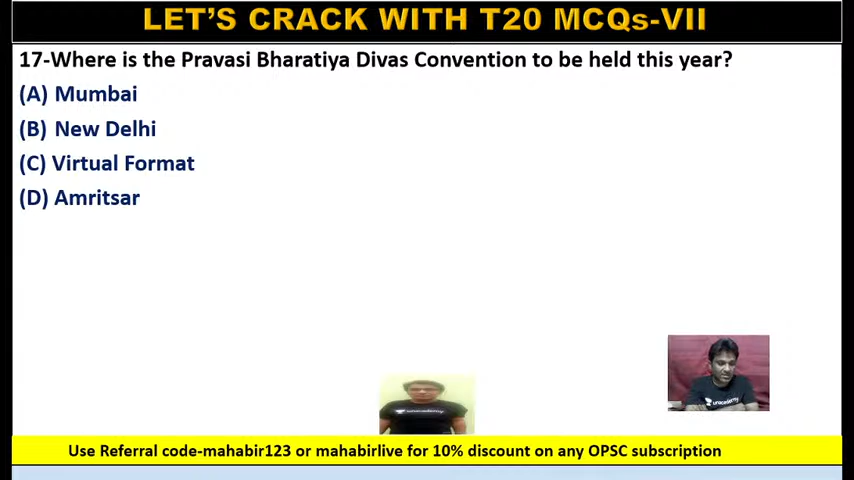 LET'S CRACK WITH T20 MCQs-VII
17-Where is the Pravasi Bharatiya Divas Convention to be held this year?
(A) Mumbai
(B) New Delhi
(C) Virtual Format
(D) Amritsar
unacademy
unacademy
Use Referral code-mahabir123 or mahabirlive for 10% discount on any OPSC subscription